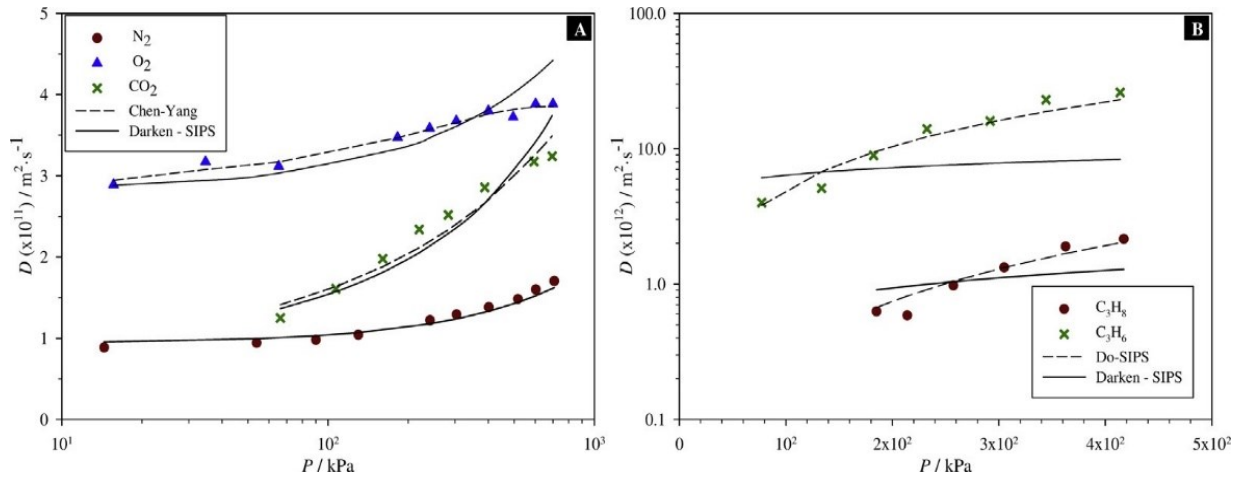 A
N₂
O₂
CO₂
Chen-Yang
Darken - SIPS
5
4
3
2
1
0
D (x10¹¹) / m²·s⁻¹
10¹
10²
10³
P / kPa
B
100.0
10.0
1.0
0.1
D (x10¹²) / m²·s⁻¹
C₃H₈
C₃H₆
Do-SIPS
Darken - SIPS
0
10²
2x10²
3x10²
4x10²
5x10²
P / kPa